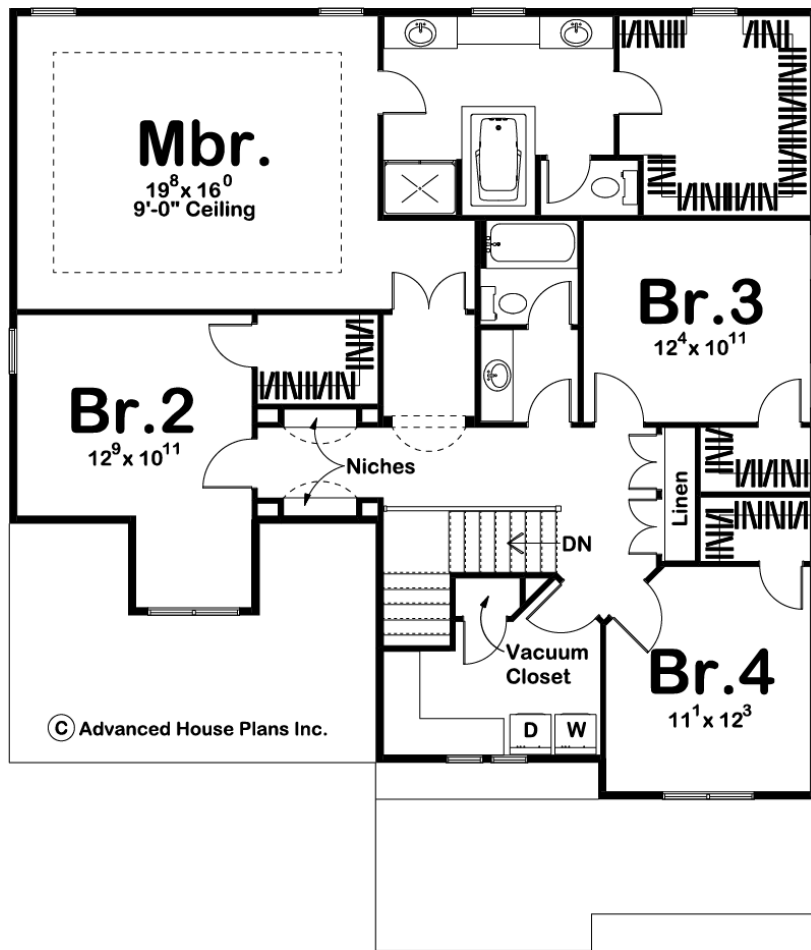 Mbr.
19⁸ x 16⁰
9'-0" Ceiling
Br.3
12⁴ x 10¹¹
Br.2
12⁹ x 10¹¹
Niches
Linen
DN
Vacuum
Closet
Br.4
11¹ x 12³
D W
© Advanced House Plans Inc.